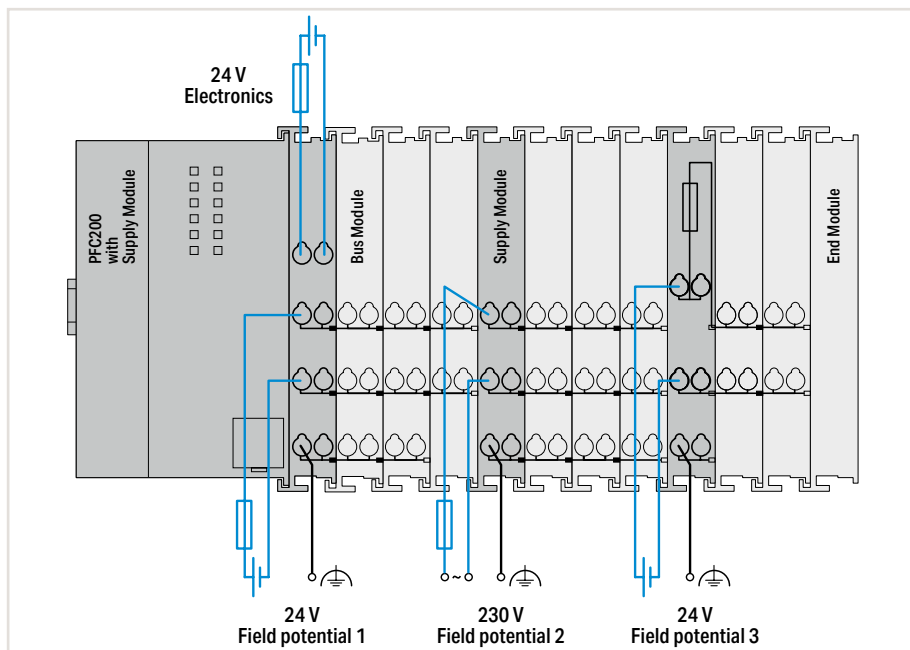 24 V
Electronics
PFC200
with
Supply Module
Bus Module
Supply Module
End Module
~
24 V
Field potential 1
230 V
Field potential 2
24 V
Field potential 3